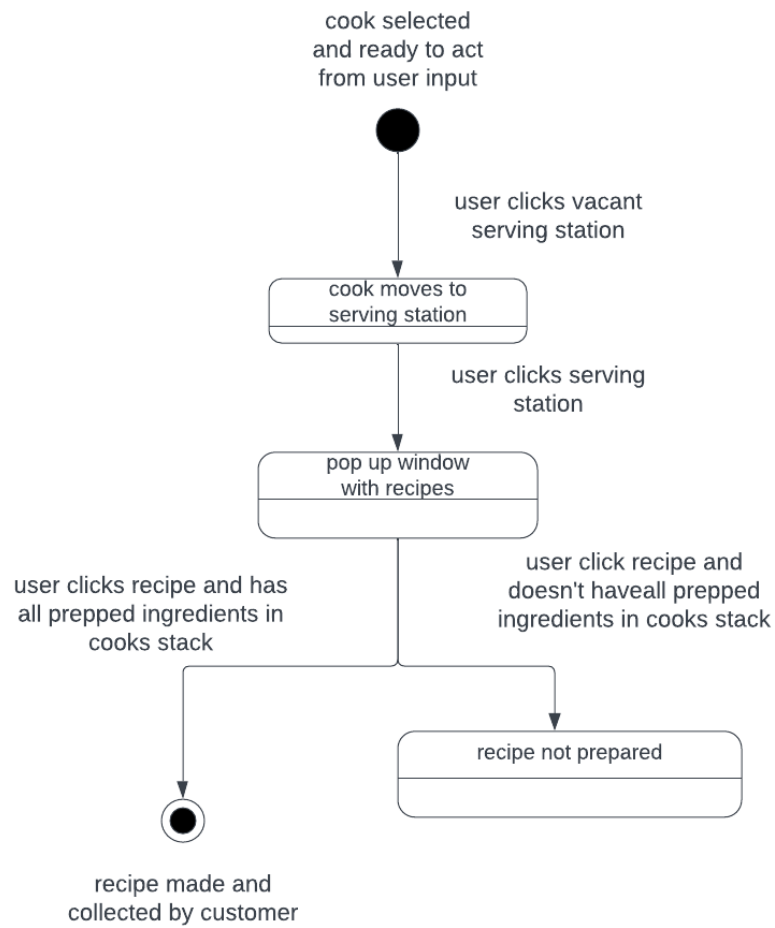 cook selected
and ready to act
from user input
user clicks vacant
serving station
cook moves to
serving station
user clicks serving
station
pop up window
with recipes
user clicks recipe and has
all prepped ingredients in
cooks stack
user click recipe and
doesn't haveall prepped
ingredients in cooks stack
recipe not prepared
recipe made and
collected by customer